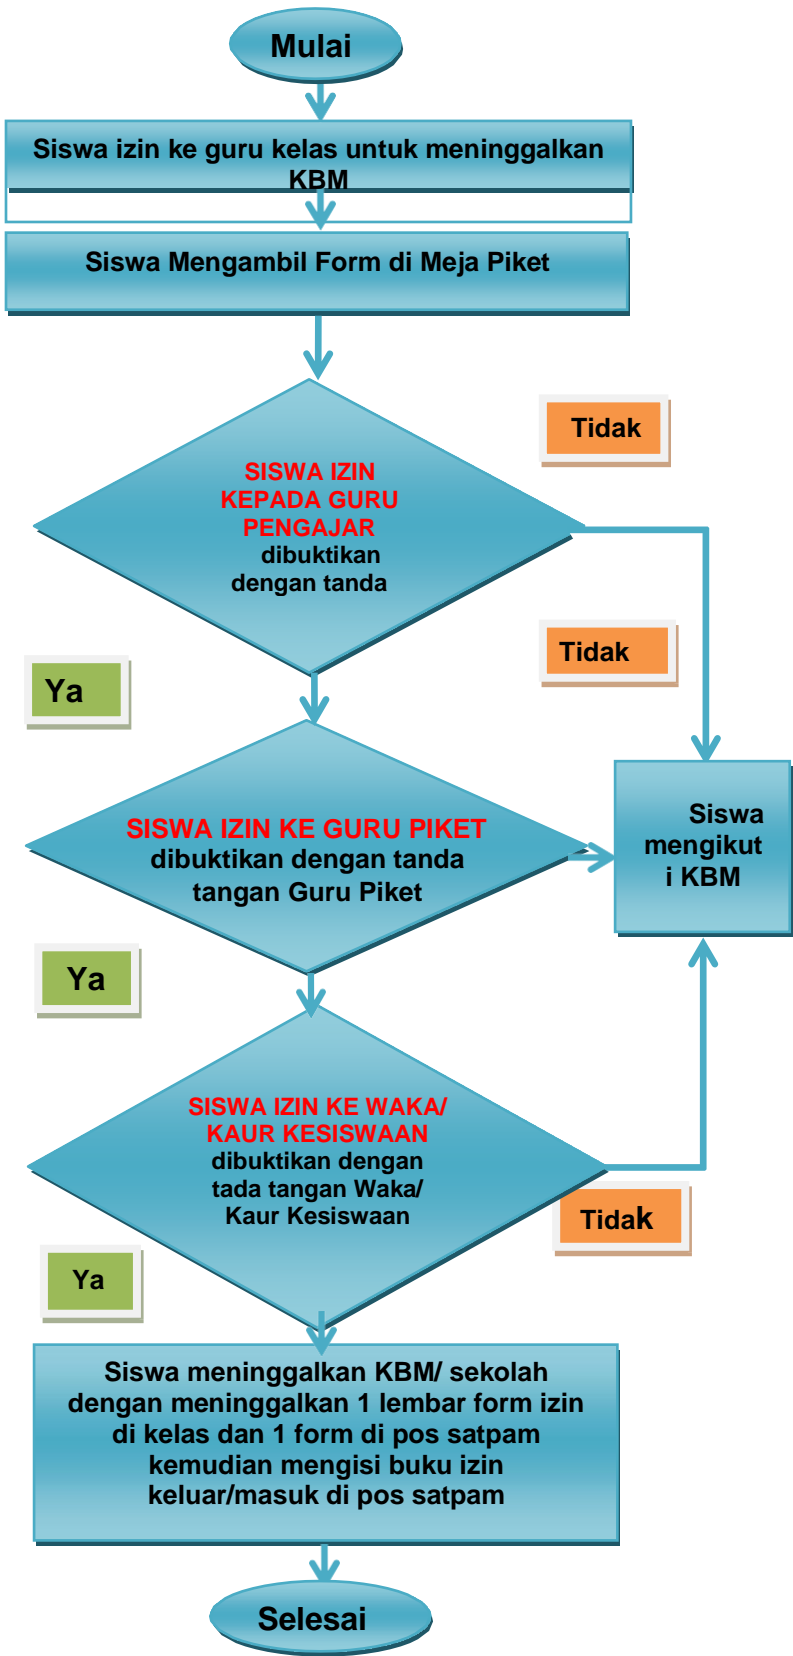 Mulai
Siswa izin ke guru kelas untuk meninggalkan
KBM
Siswa Mengambil Form di Meja Piket
Tidak
SISWA IZIN
KEPADA GURU
PENGAJAR
dibuktikan
dengan tanda
Tidak
Ya
SISWA IZIN KE GURU PIKET
dibuktikan dengan tanda
tangan Guru Piket
Siswa
mengikut
i KBM
Ya
SISWA IZIN KE WAKA/
KAUR KESISWAAN
dibuktikan dengan
tada tangan Waka/
Kaur Kesiswaan
Tidak
Ya
Siswa meninggalkan KBM/ sekolah
dengan meninggalkan 1 lembar form izin
di kelas dan 1 form di pos satpam
kemudian mengisi buku izin
keluar/masuk di pos satpam
Selesai